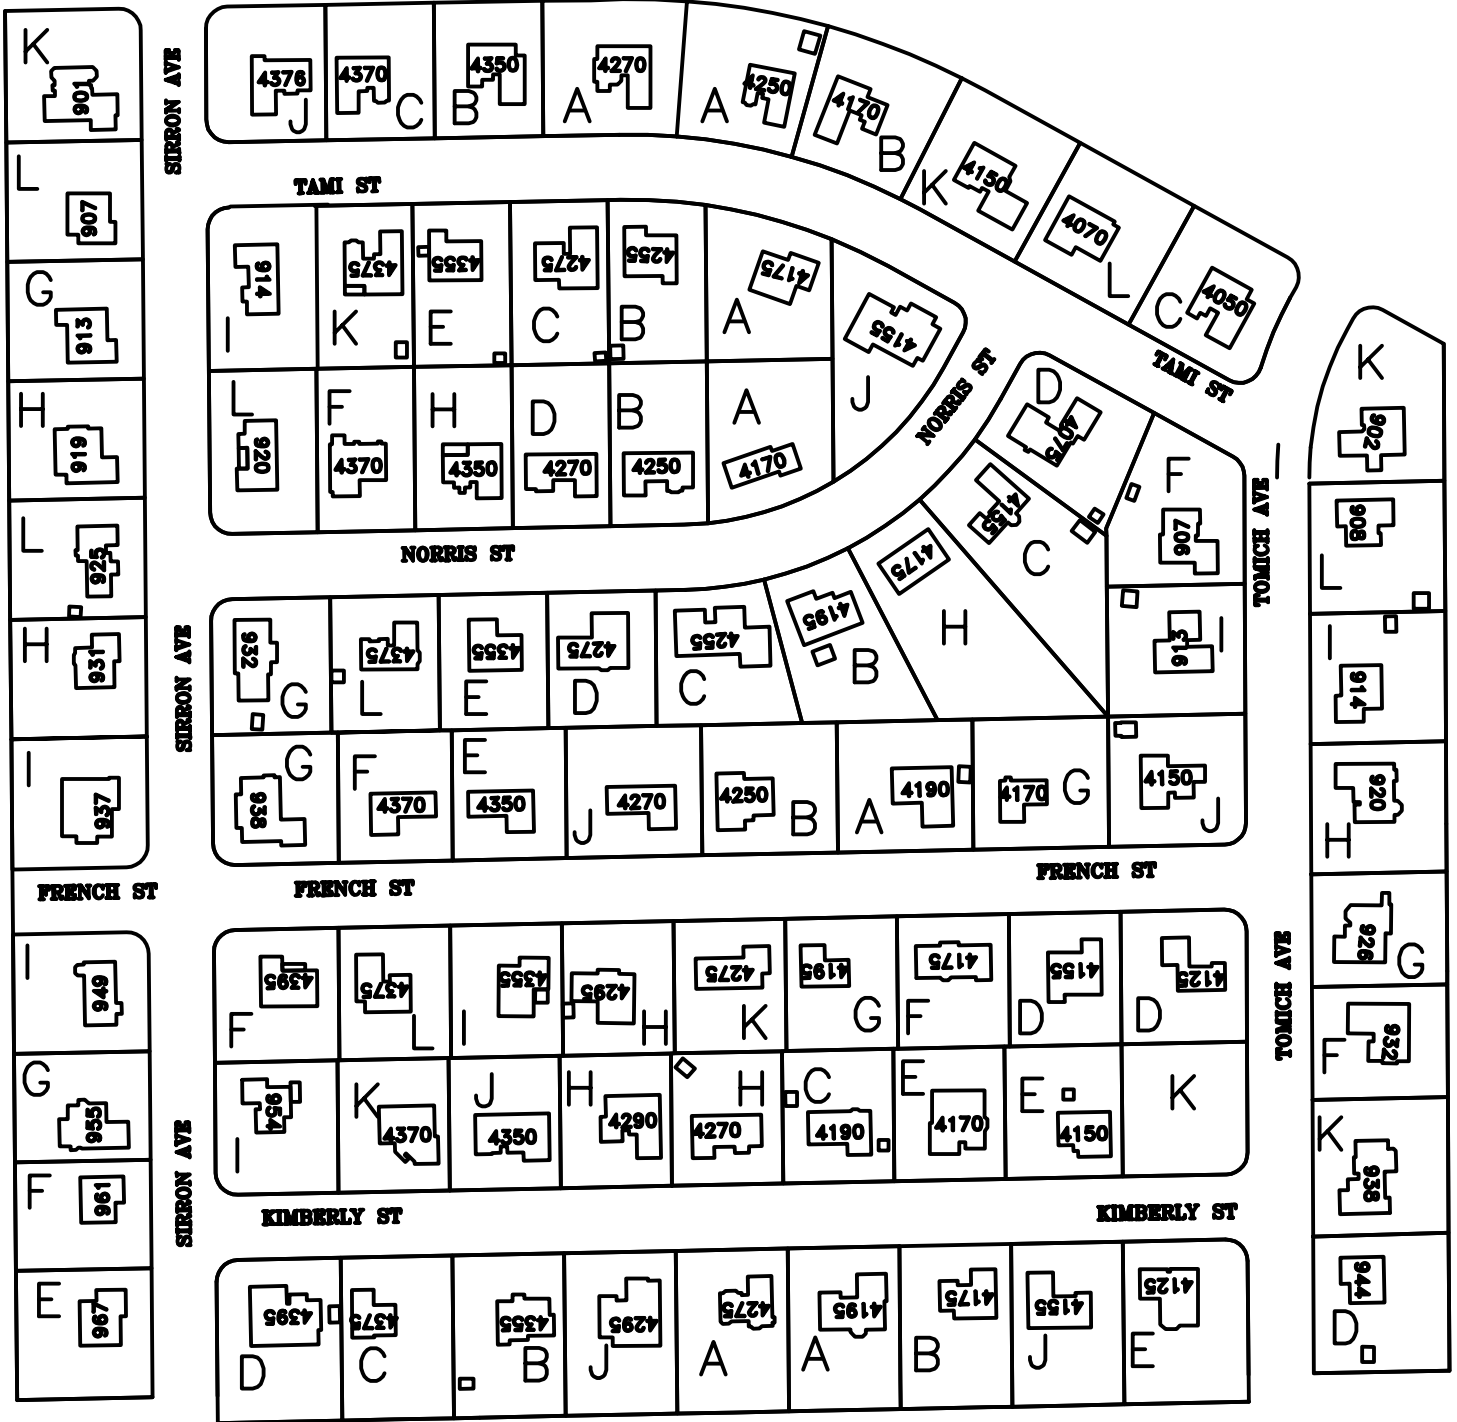 K
901
L
907
G
913
H
919
L
925
H
931
I
937
FRENCH ST
I
949
G
955
F
961
E
967
SIRRON AVE
SIRRON AVE
SIRRON AVE
4376
J
4370
C
4350
B
4270
A
4250
A
4170
B
4150
K
4070
L
4050
C
TAMI ST
TAMI ST
914
I
4375
K
4355
E
4275
C
4255
B
4175
A
4155
J
920
L
F
4370
H
4350
D
4270
B
4250
A
4170
NORRIS ST
NORRIS ST
932
G
4375
L
4355
E
4275
D
4255
C
4195
B
4175
H
4155
C
D
4075
F
907
913
I
938
G
F
4370
E
4350
J
4270
4250
B
A
4190
4170
G
4150
J
FRENCH ST
FRENCH ST
4395
F
4375
L
4355
I
4295
H
4275
K
4195
G
4175
F
4155
D
4125
D
954
I
K
4370
J
4350
H
4290
H
4270
C
4190
E
4170
E
4150
K
KIMBERLY ST
KIMBERLY ST
4395
D
4375
C
4355
B
4295
J
4275
A
4195
A
4175
B
4155
J
4125
E
TOMICH AVE
TOMICH AVE
K
902
908
L
I
914
920
H
926
G
932
F
K
938
944
D